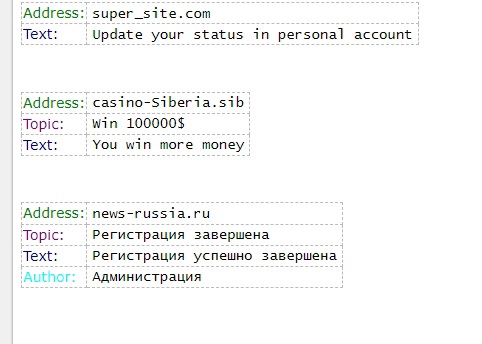 Address: super_site.com
Text: Update your status in personal account
Address: casino-Siberia.sib
Topic: Win 100000$
Text: You win more money
Address: news-russia.ru
Topic: Регистрация завершена
Text: Регистрация успешно завершена
Author: Администрация